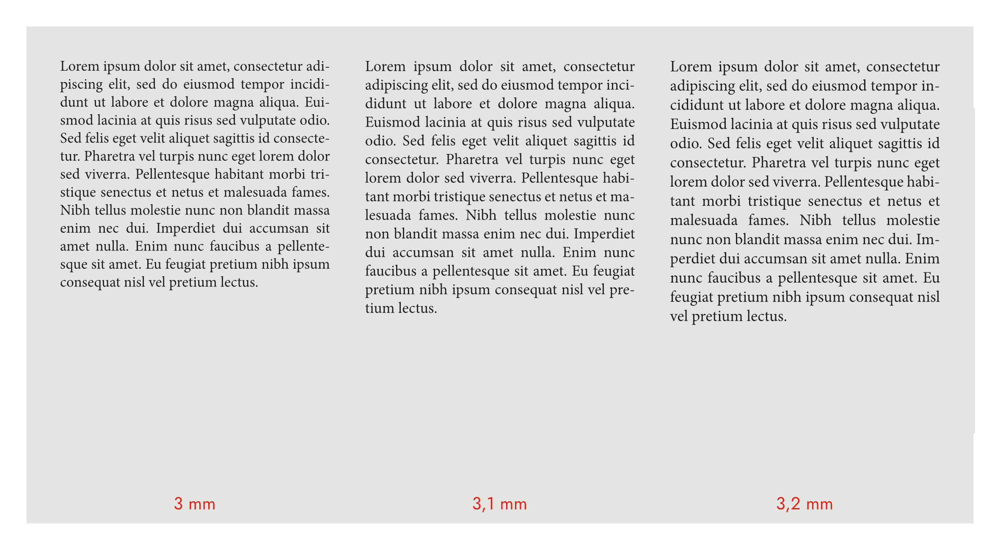 Lorem ipsum dolor sit amet, consectetur adi-
piscing elit, sed do eiusmod tempor incidi-
dunt ut labore et dolore magna aliqua. Eui-
smod lacinia at quis risus sed vulputate odio.
Sed felis eget velit aliquet sagittis id consecte-
tur. Pharetra vel turpis nunc eget lorem dolor
sed viverra. Pellentesque habitant morbi tri-
stique senectus et netus et malesuada fames.
Nibh tellus molestie nunc non blandit massa
enim nec dui. Imperdiet dui accumsan sit
amet nulla. Enim nunc faucibus a pellente-
sque sit amet. Eu feugiat pretium nibh ipsum
consequat nisl vel pretium lectus.
3 mm
Lorem ipsum dolor sit amet, consectetur
adipiscing elit, sed do eiusmod tempor inci-
didunt ut labore et dolore magna aliqua.
Euismod lacinia at quis risus sed vulputate
odio. Sed felis eget velit aliquet sagittis id
consectetur. Pharetra vel turpis nunc eget
lorem dolor sed viverra. Pellentesque habi-
tant morbi tristique senectus et netus et ma-
lesuada fames. Nibh tellus molestie nunc
non blandit massa enim nec dui. Imperdiet
dui accumsan sit amet nulla. Enim nunc
faucibus a pellentesque sit amet. Eu feugiat
pretium nibh ipsum consequat nisl vel pre-
tium lectus.
3,1 mm
Lorem ipsum dolor sit amet, consectetur
adipiscing elit, sed do eiusmod tempor in-
cididunt ut labore et dolore magna aliqua.
Euismod lacinia at quis risus sed vulputate
odio. Sed felis eget velit aliquet sagittis id
consectetur. Pharetra vel turpis nunc eget
lorem dolor sed viverra. Pellentesque habi-
tant morbi tristique senectus et netus et
malesuada fames. Nibh tellus molestie
nunc non blandit massa enim nec dui. Im-
perdiet dui accumsan sit amet nulla. Enim
nunc faucibus a pellentesque sit amet. Eu
feugiat pretium nibh ipsum consequat nisl
vel pretium lectus.
3,2 mm